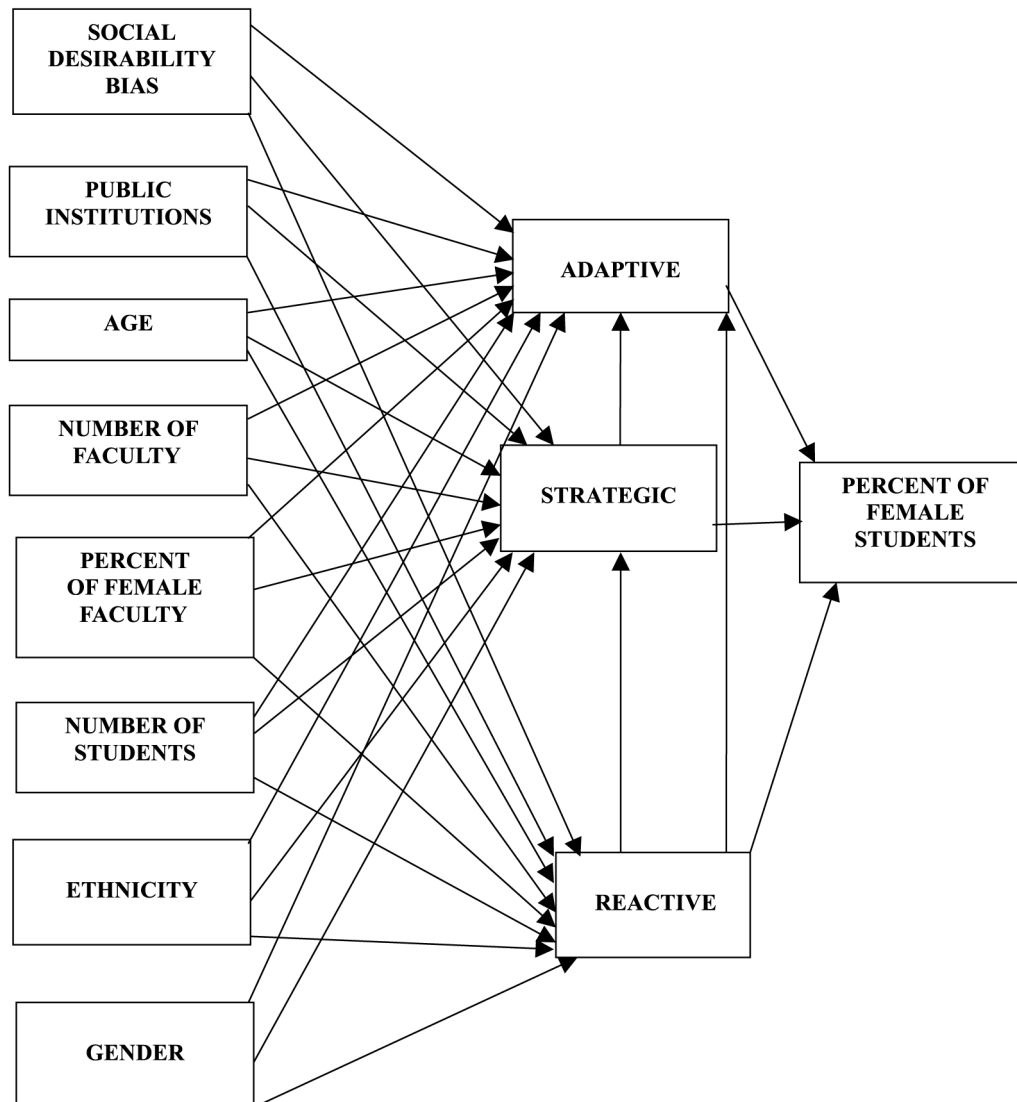 SOCIAL
DESIRABILITY
BIAS
PUBLIC
INSTITUTIONS
AGE
NUMBER OF
FACULTY
PERCENT
OF FEMALE
FACULTY
NUMBER OF
STUDENTS
ETHNICITY
GENDER
ADAPTIVE
STRATEGIC
REACTIVE
PERCENT OF
FEMALE
STUDENTS